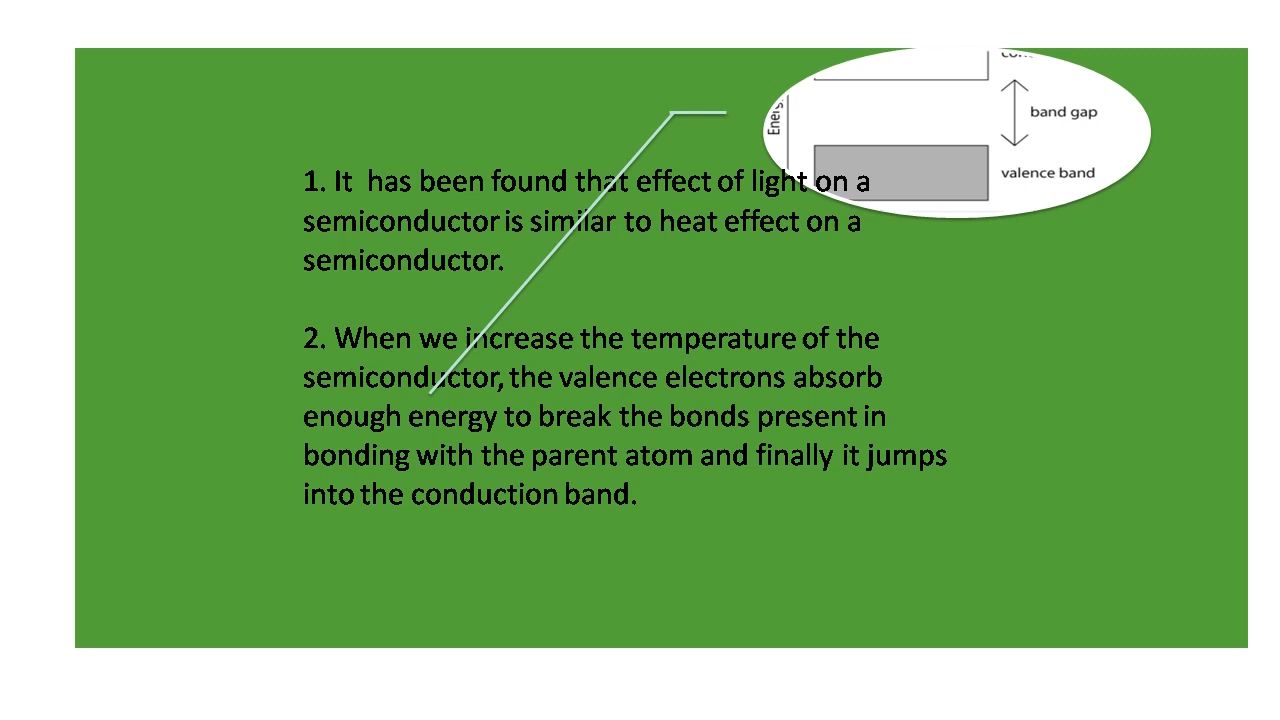 band gap
valence band
1. It has been found that effect of light on a
semiconductor is similar to heat effect on a
semiconductor.
2. When we increase the temperature of the
semiconductor, the valence electrons absorb
enough energy to break the bonds present in
bonding with the parent atom and finally it jumps
into the conduction band.